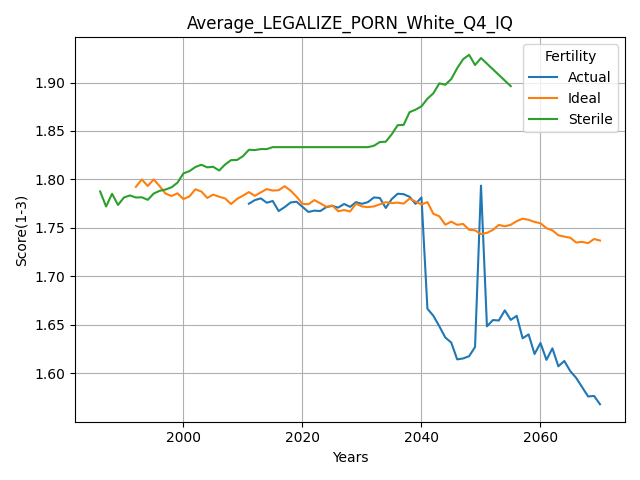 Average_LEGALIZE_PORN_White_Q4_IQ
Fertility
Actual
Ideal
Sterile
Score(1-3)
1.90
1.85
1.80
1.75
1.70
1.65
1.60
2000
2020
2040
2060
Years